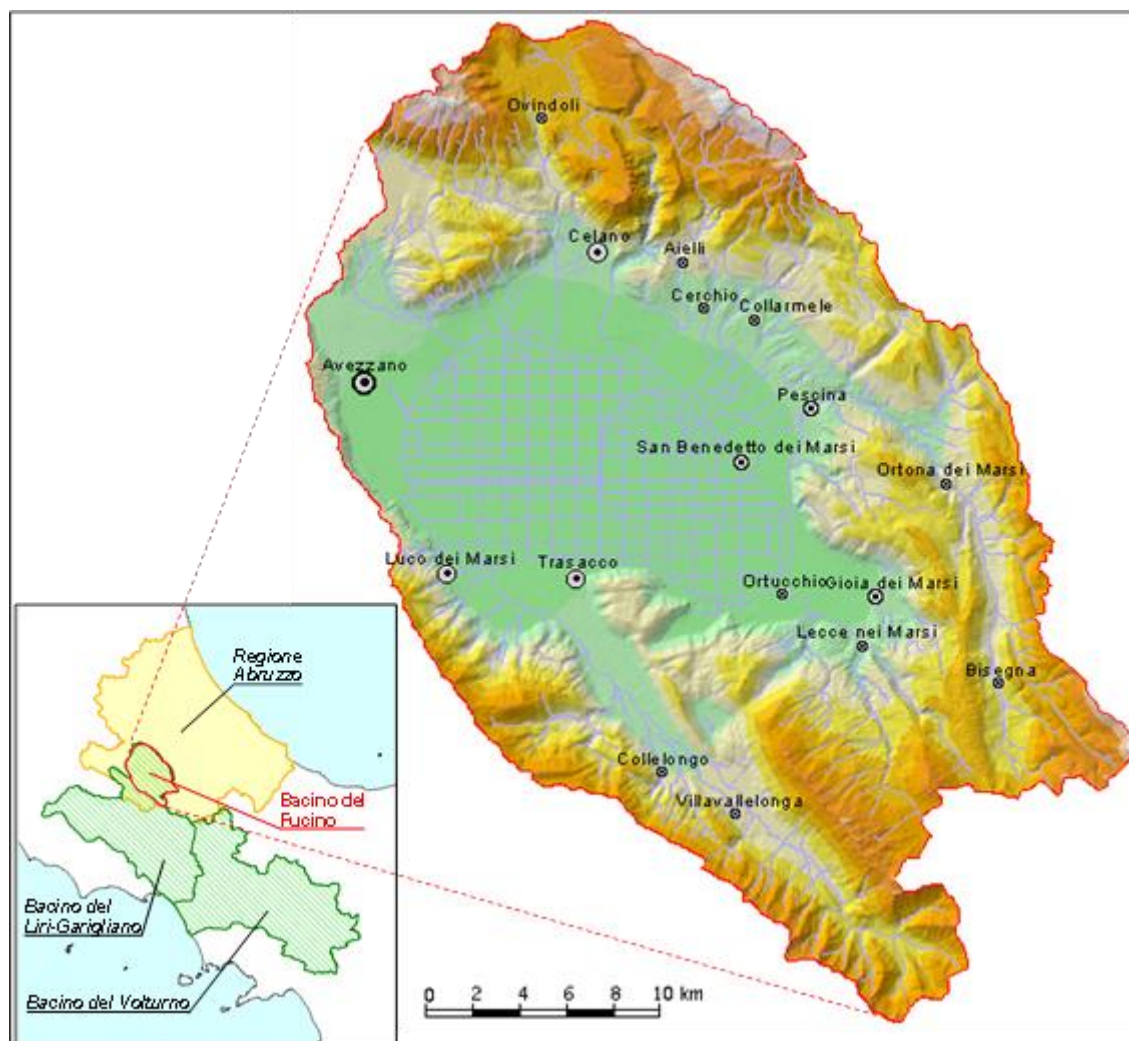 Ovindoli
Celano
Aielli
Cerchio
Collarmele
Avezzano
Pescina
San Benedetto dei Marsi
Ortona dei Marsi
Luco dei Marsi
Trasacco
Ortucchio
Gioia dei Marsi
Lecce nei Marsi
Bisegna
Collelongo
Villavallelonga
Regione
Abruzzo
Bacino del
Fucino
Bacino del
Liri-Garigliano
Bacino del Volturno
0 2 4 6 8 10 km